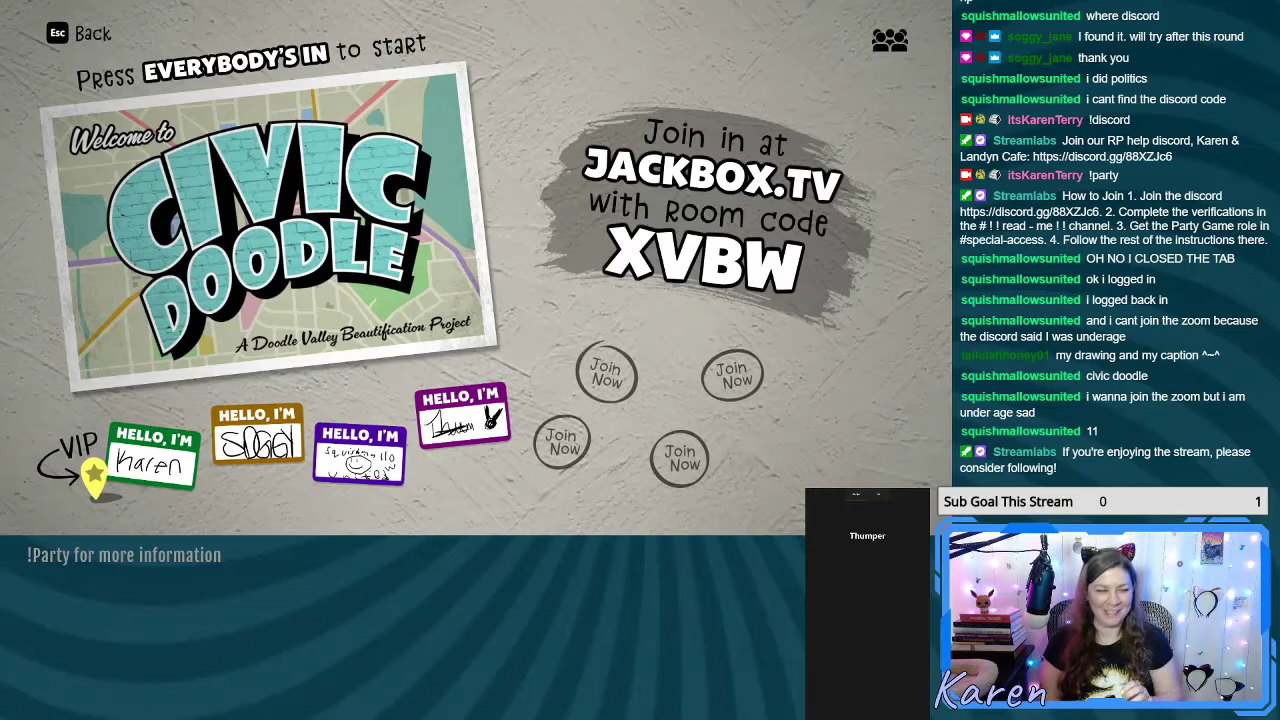 Esc Back
Press EVERYBODY'S IN to start
Welcome to
CIVIC
DOODLE
A Doodle Valley Beautification Project
Join in at
JACKBOX.TV
with Room Code
XVBW
Join Now
Join Now
Join Now
Join Now
VIP
HELLO, I'M
Karen
HELLO, I'M
HELLO, I'M
HELLO, I'M
!Party for more information
Thumper
squishmallowsunited where discord
soggy_jane I found it. will try after this round
soggy_jane thank you
squishmallowsunited i did politics
squishmallowsunited i cant find the discord code
ItsKarenTerry !discord
Streamlabs Join our RP help discord, Karen &
Landyn Cafe: https://discord.gg/88XZJc6
ItsKarenTerry !party
Streamlabs How to Join 1. Join the discord
https://discord.gg/88XZJc6. 2. Complete the verifications in
the # ! ! read - me ! ! channel. 3. Get the Party Game role in
#special-access. 4. Follow the rest of the Instructions there.
squishmallowsunited OH NO I CLOSED THE TAB
squishmallowsunited ok i logged in
squishmallowsunited i logged back in
squishmallowsunited and i cant join the zoom because
the discord said I was underage
my drawing and my caption ^~^
squishmallowsunited civic doodle
squishmallowsunited i wanna join the zoom but i am
under age sad
squishmallowsunited 11
Streamlabs If you're enjoying the stream, please
consider following!
Sub Goal This Stream 0 1
Karen